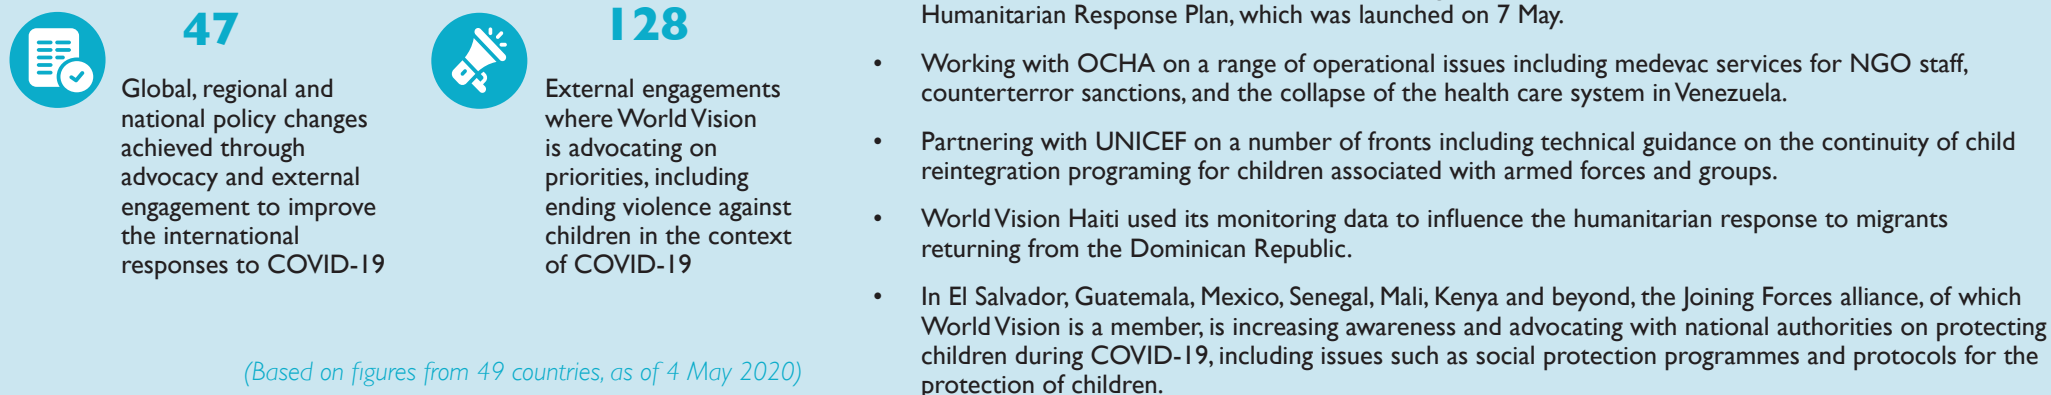 47
Global, regional and
national policy changes
achieved through
advocacy and external
engagement to improve
the international
responses to COVID-19
128
External engagements
where World Vision
is advocating on
priorities, including
ending violence against
children in the context
of COVID-19
(Based on figures from 49 countries, as of 4 May 2020)
Humanitarian Response Plan, which was launched on 7 May.
• Working with OCHA on a range of operational issues including medevac services for NGO staff,
counterterror sanctions, and the collapse of the health care system in Venezuela.
• Partnering with UNICEF on a number of fronts including technical guidance on the continuity of child
reintegration programing for children associated with armed forces and groups.
• World Vision Haiti used its monitoring data to influence the humanitarian response to migrants
returning from the Dominican Republic.
• In El Salvador, Guatemala, Mexico, Senegal, Mali, Kenya and beyond, the Joining Forces alliance, of which
World Vision is a member, is increasing awareness and advocating with national authorities on protecting
children during COVID-19, including issues such as social protection programmes and protocols for the
protection of children.